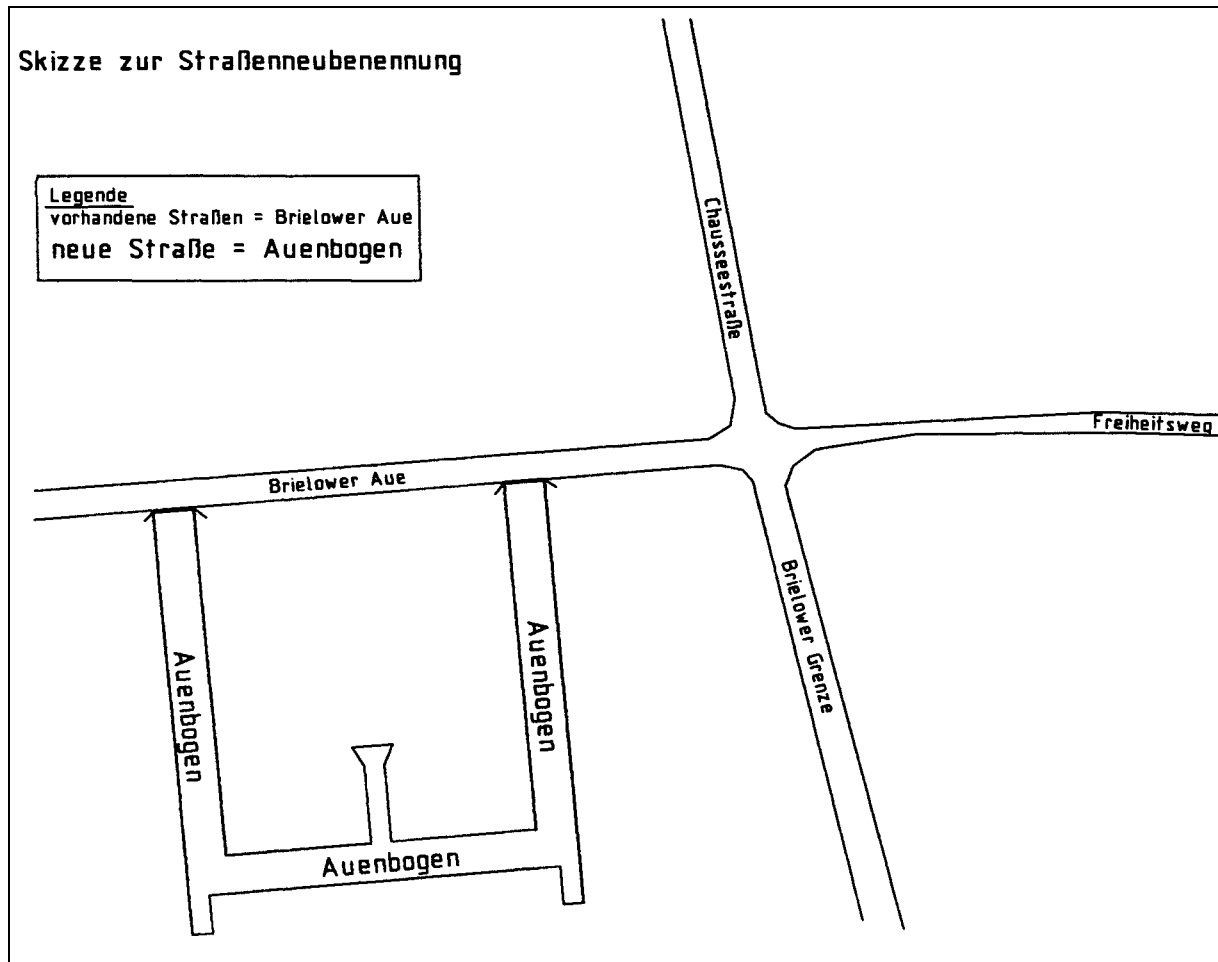 Skizze zur Straßenneubenennung
Legende
vorhandene Straßen = Brielower Aue
neue Straße = Auenbogen
Chausseestraße
Freiheitsweg
Brielower Aue
Brielower Grenze
Auenbogen
Auenbogen
Auenbogen